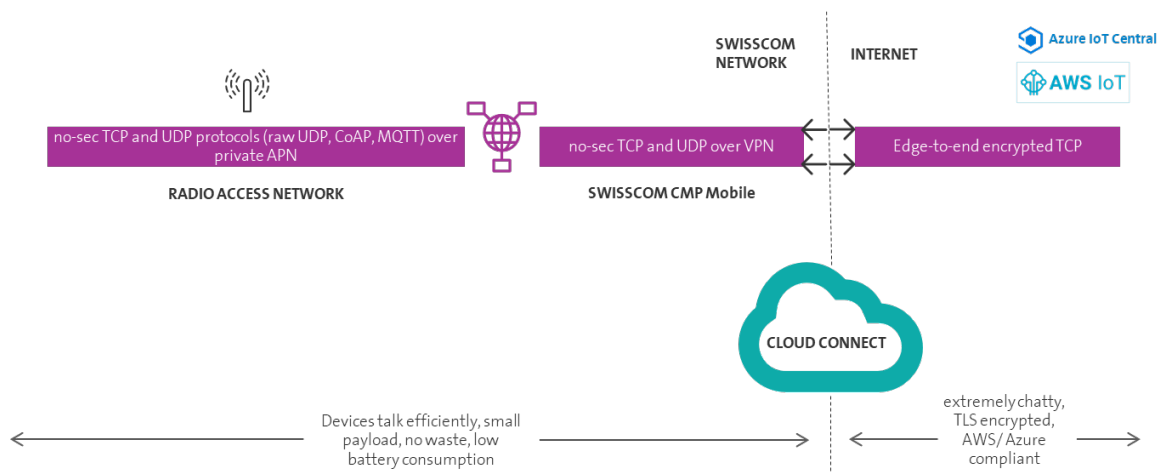 SWISSCOM
NETWORK
INTERNET
Azure IoT Central
AWS IoT
no-sec TCP and UDP protocols (raw UDP, CoAP, MQTT) over
private APN
no-sec TCP and UDP over VPN
Edge-to-end encrypted TCP
RADIO ACCESS NETWORK
SWISSCOM CMP Mobile
CLOUD CONNECT
Devices talk efficiently, small
payload, no waste, low
battery consumption
extremely chatty,
TLS encrypted,
AWS/ Azure
compliant